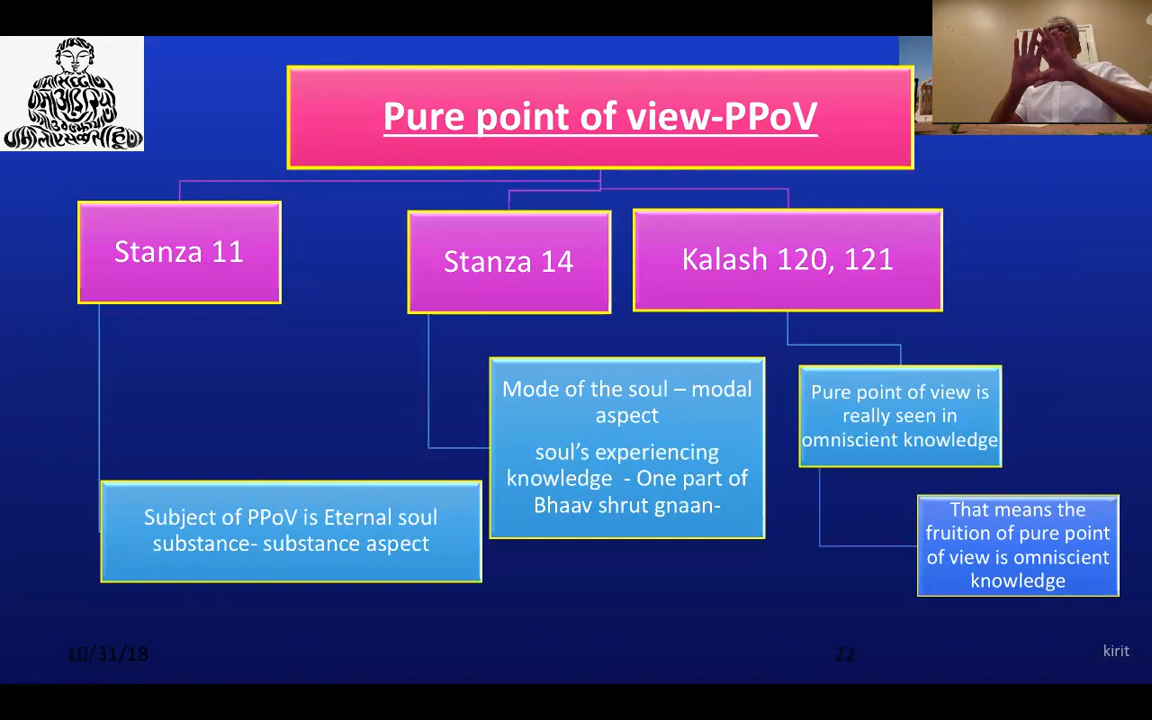 Pure point of view-PPoV
Stanza 11
Stanza 14
Kalash 120, 121
Mode of the soul – modal
aspect
soul's experiencing
knowledge - One part of
Bhaav shrut gnaan-
Pure point of view is
really seen in
omniscient knowledge
Subject of PPoV is Eternal soul
substance- substance aspect
That means the
fruition of pure point
of view is omniscient
knowledge
10/31/18
22
kirit